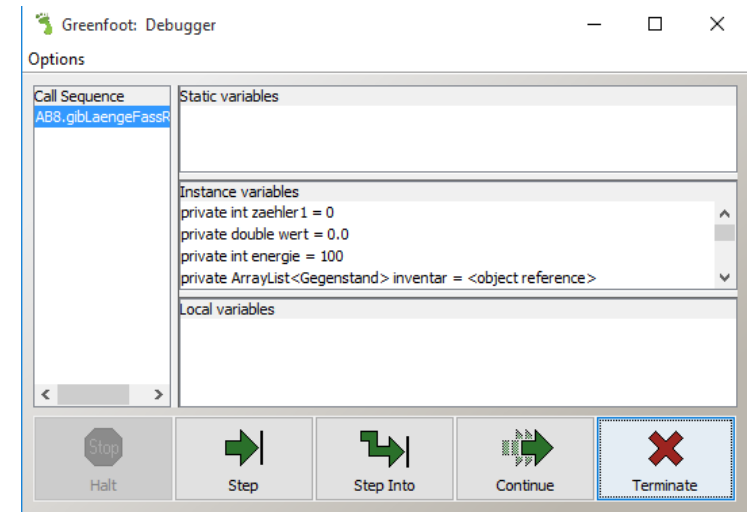 Greenfoot: Debugger
Options
Call Sequence
AB8.gibLaengeFassR
Static variables
Instance variables
private int zaehler1 = 0
private double wert = 0.0
private int energie = 100
private ArrayList<Gegenstand> inventar = <object reference>
Local variables
Stop
Halt
Step
Step Into
Continue
Terminate